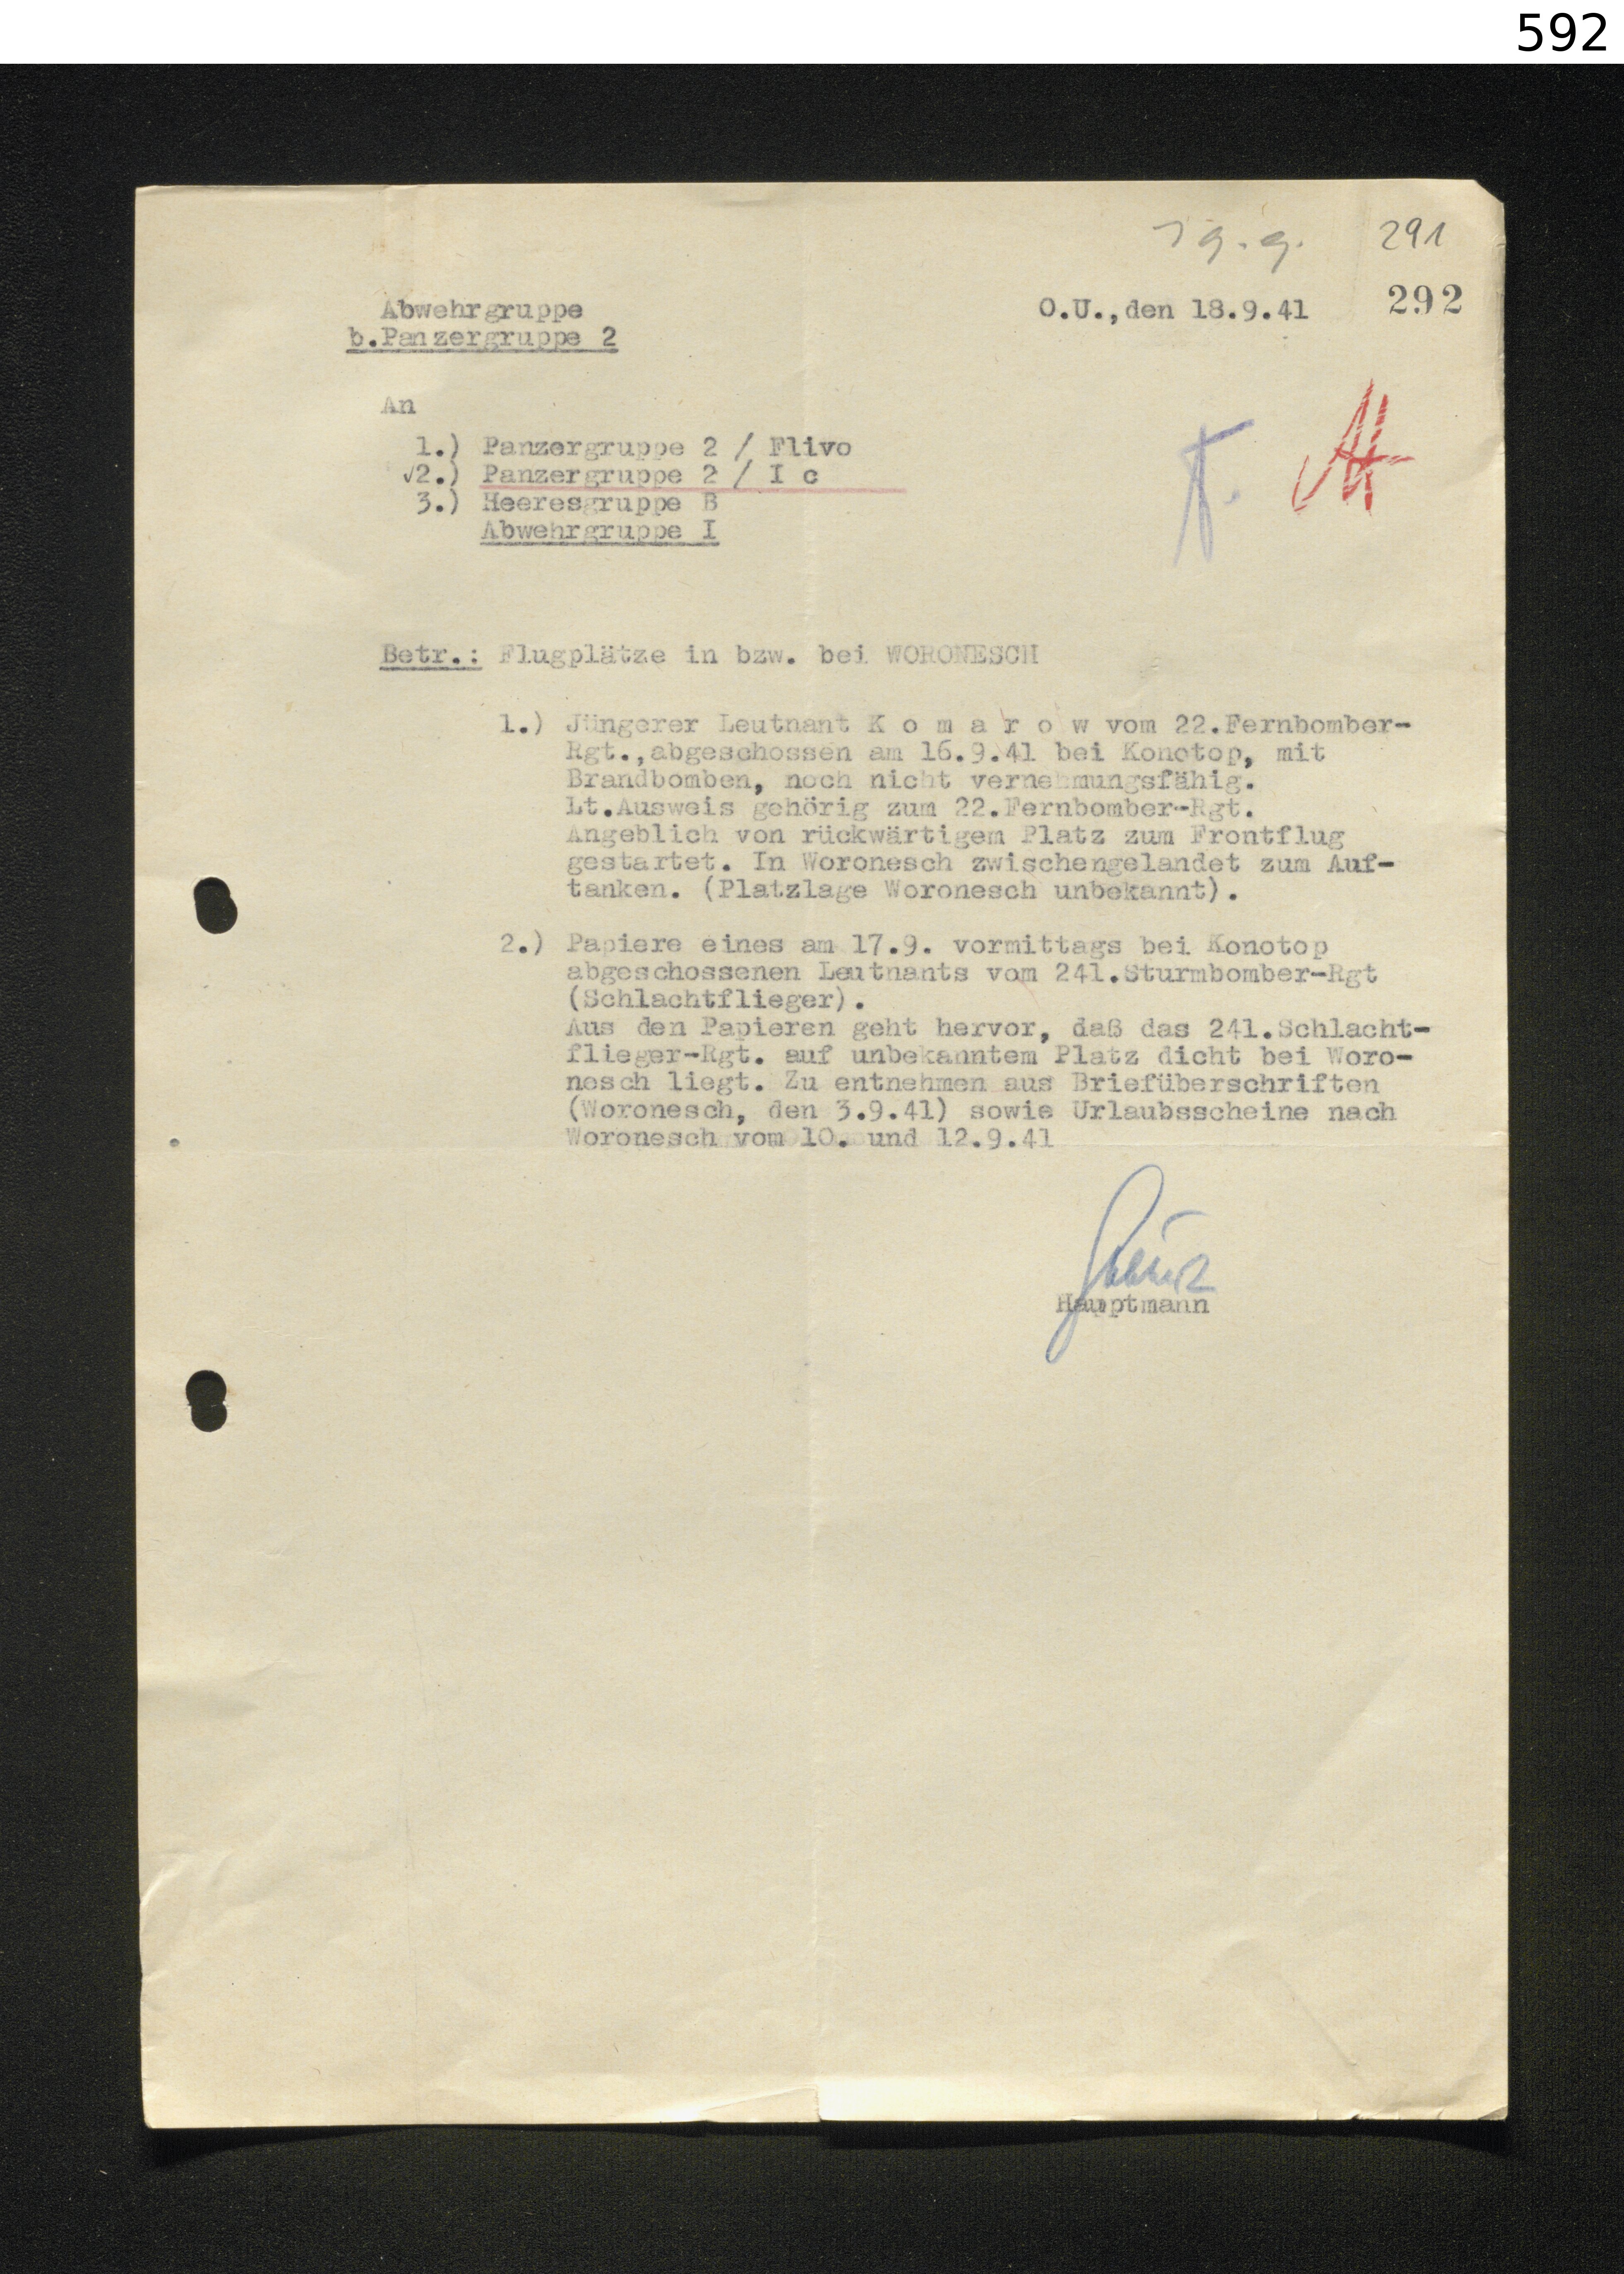 592
19.9. 291
292
Abwehrgruppe
b.Panzergruppe 2
O.U.,den 18.9.41
An
1.) Panzergruppe 2 / Flivo
√2.) Panzergruppe 2 / I c
3.) Heeresgruppe B
Abwehrgruppe I
Betr.: Flugplätze in bzw. bei WORONESCH
1.) Jüngerer Leutnant K o m a r o w vom 22.Fernbomber-
Rgt.,abgeschossen am 16.9.41 bei Konotop, mit
Brandbomben, noch nicht vernehmungsfähig.
Lt.Ausweis gehörig zum 22.Fernbomber-Rgt.
Angeblich von rückwärtigem Platz zum Frontflug
gestartet. In Woronesch zwischengelandet zum Auf-
tanken. (Platzlage Woronesch unbekannt).
2.) Papiere eines am 17.9. vormittags bei Konotop
abgeschossenen Leutnants vom 241.Sturmbomber-Rgt
(Schlachtflieger).
Aus den Papieren geht hervor, daß das 241.Schlacht-
flieger-Rgt. auf unbekanntem Platz dicht bei Woro-
nesch liegt. Zu entnehmen aus Briefüberschriften
(Woronesch, den 3.9.41) sowie Urlaubsscheine nach
Woronesch vom 10. und 12.9.41
Hauptmann